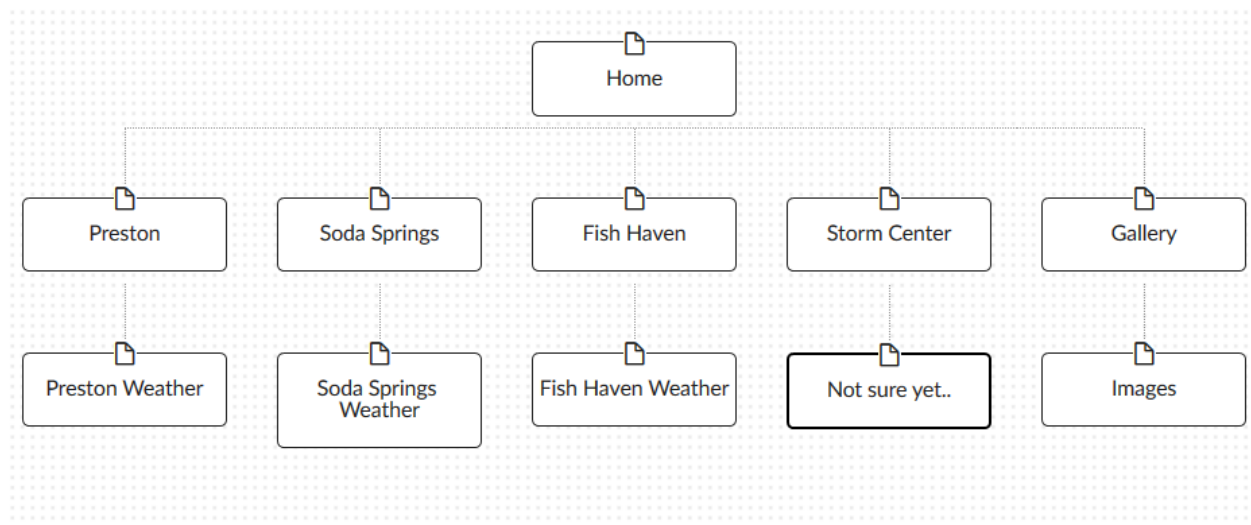 Home
Preston
Soda Springs
Fish Haven
Storm Center
Gallery
Preston Weather
Soda Springs
Weather
Fish Haven Weather
Not sure yet..
Images